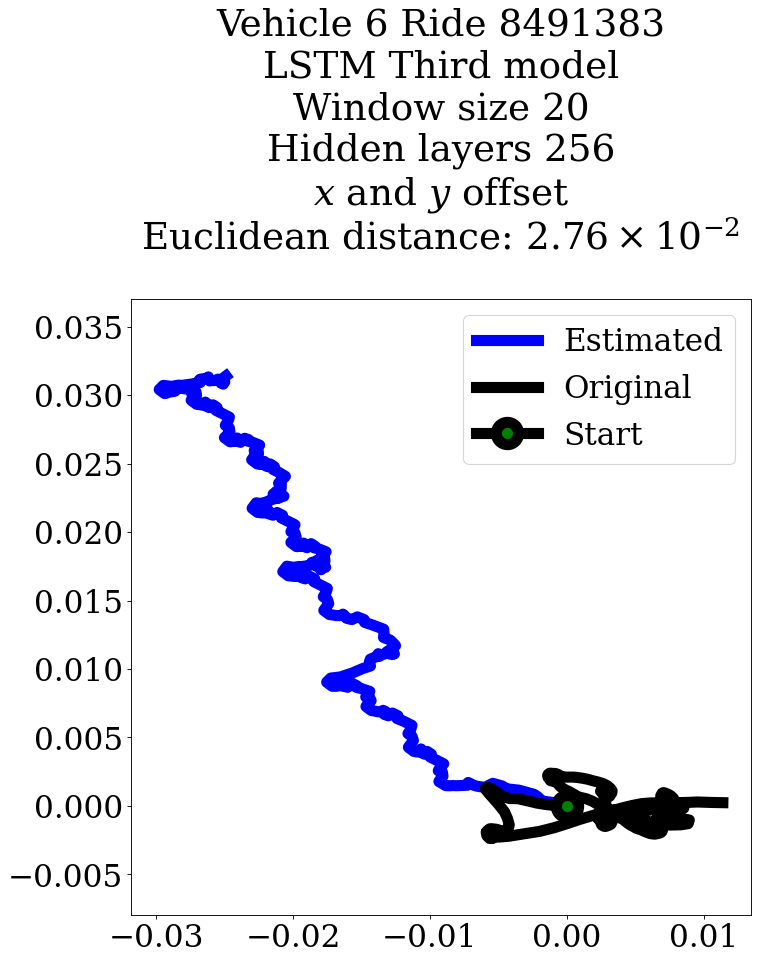 Vehicle 6 Ride 8491383
LSTM Third model
Window size 20
Hidden layers 256
x and y offset
Euclidean distance: 2.76 × 10⁻²
Estimated
Original
Start
0.035
0.030
0.025
0.020
0.015
0.010
0.005
0.000
−0.005
−0.03 −0.02 −0.01 0.00 0.01